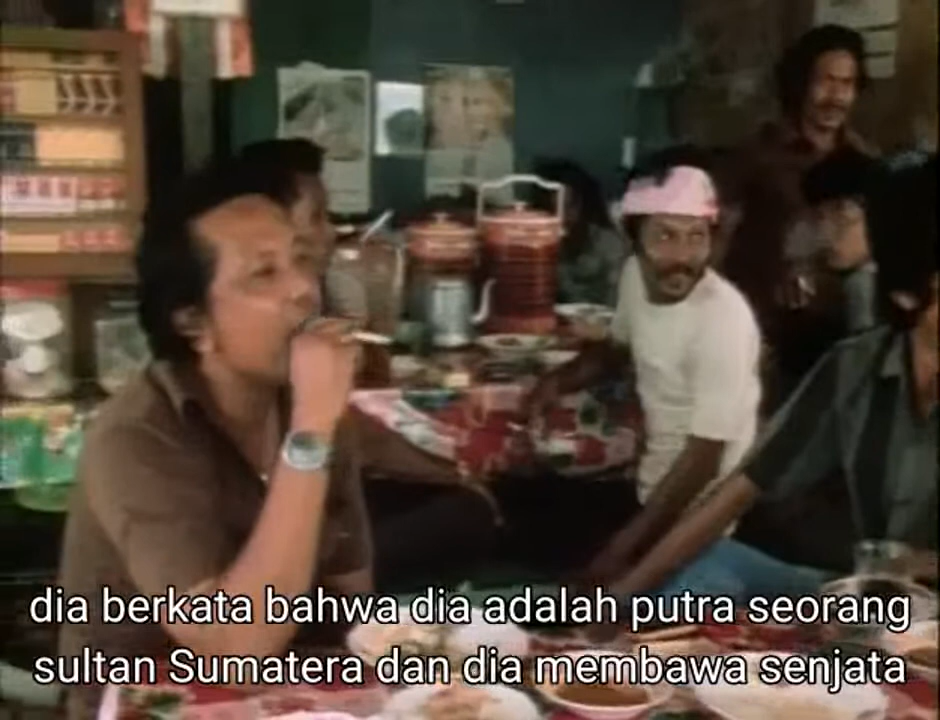 dia berkata bahwa dia adalah putra seorang
sultan Sumatera dan dia membawa senjata